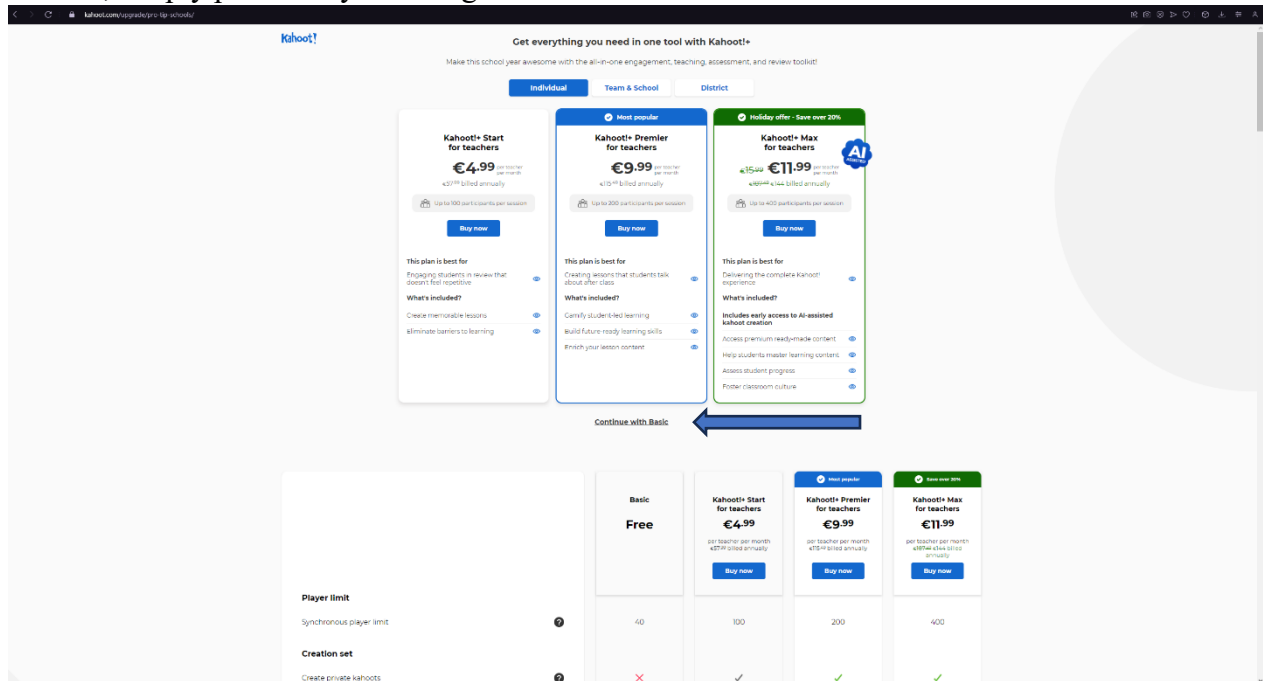 kahoot.com/upgrade/pro-tip-schools/
Kahoot!
Get everything you need in one tool with Kahoot!+
Make this school year awesome with the all-in-one engagement, teaching, assessment, and review toolkit!
Individual
Team & School
District
Kahoot!+ Start
for teachers
€4.99 per teacher
per month
billed annually
Up to 100 participants per session
Buy now
This plan is best for
Engaging students in review that
doesn't feel repetitive
What's included?
Create memorable lessons
Eliminate barriers to learning
Most popular
Kahoot!+ Premier
for teachers
€9.99 per teacher
per month
billed annually
Up to 200 participants per session
Buy now
This plan is best for
Creating lessons that students talk
about after class
What's included?
Gamify student-led learning
Build future-ready learning skills
Enrich your lesson content
Holiday offer - Save over 20%
Kahoot!+ Max
for teachers
AI
ASSISTED
€15.99 €11.99 per teacher
per month
€144 billed annually
Up to 400 participants per session
Buy now
This plan is best for
Delivering the complete Kahoot!
experience
What's included?
Includes early access to AI-assisted
kahoot creation
Access premium ready-made content
Help students master learning content
Assess student progress
Foster classroom culture
Continue with Basic
Basic
Free
Kahoot!+ Start
for teachers
€4.99
per teacher per month
billed annually
Buy now
Most popular
Kahoot!+ Premier
for teachers
€9.99
per teacher per month
billed annually
Buy now
Save over 20%
Kahoot!+ Max
for teachers
€11.99
per teacher per month
€144 billed
annually
Buy now
Player limit
Synchronous player limit ? 40 100 200 400
Creation set
Create private kahoots ?